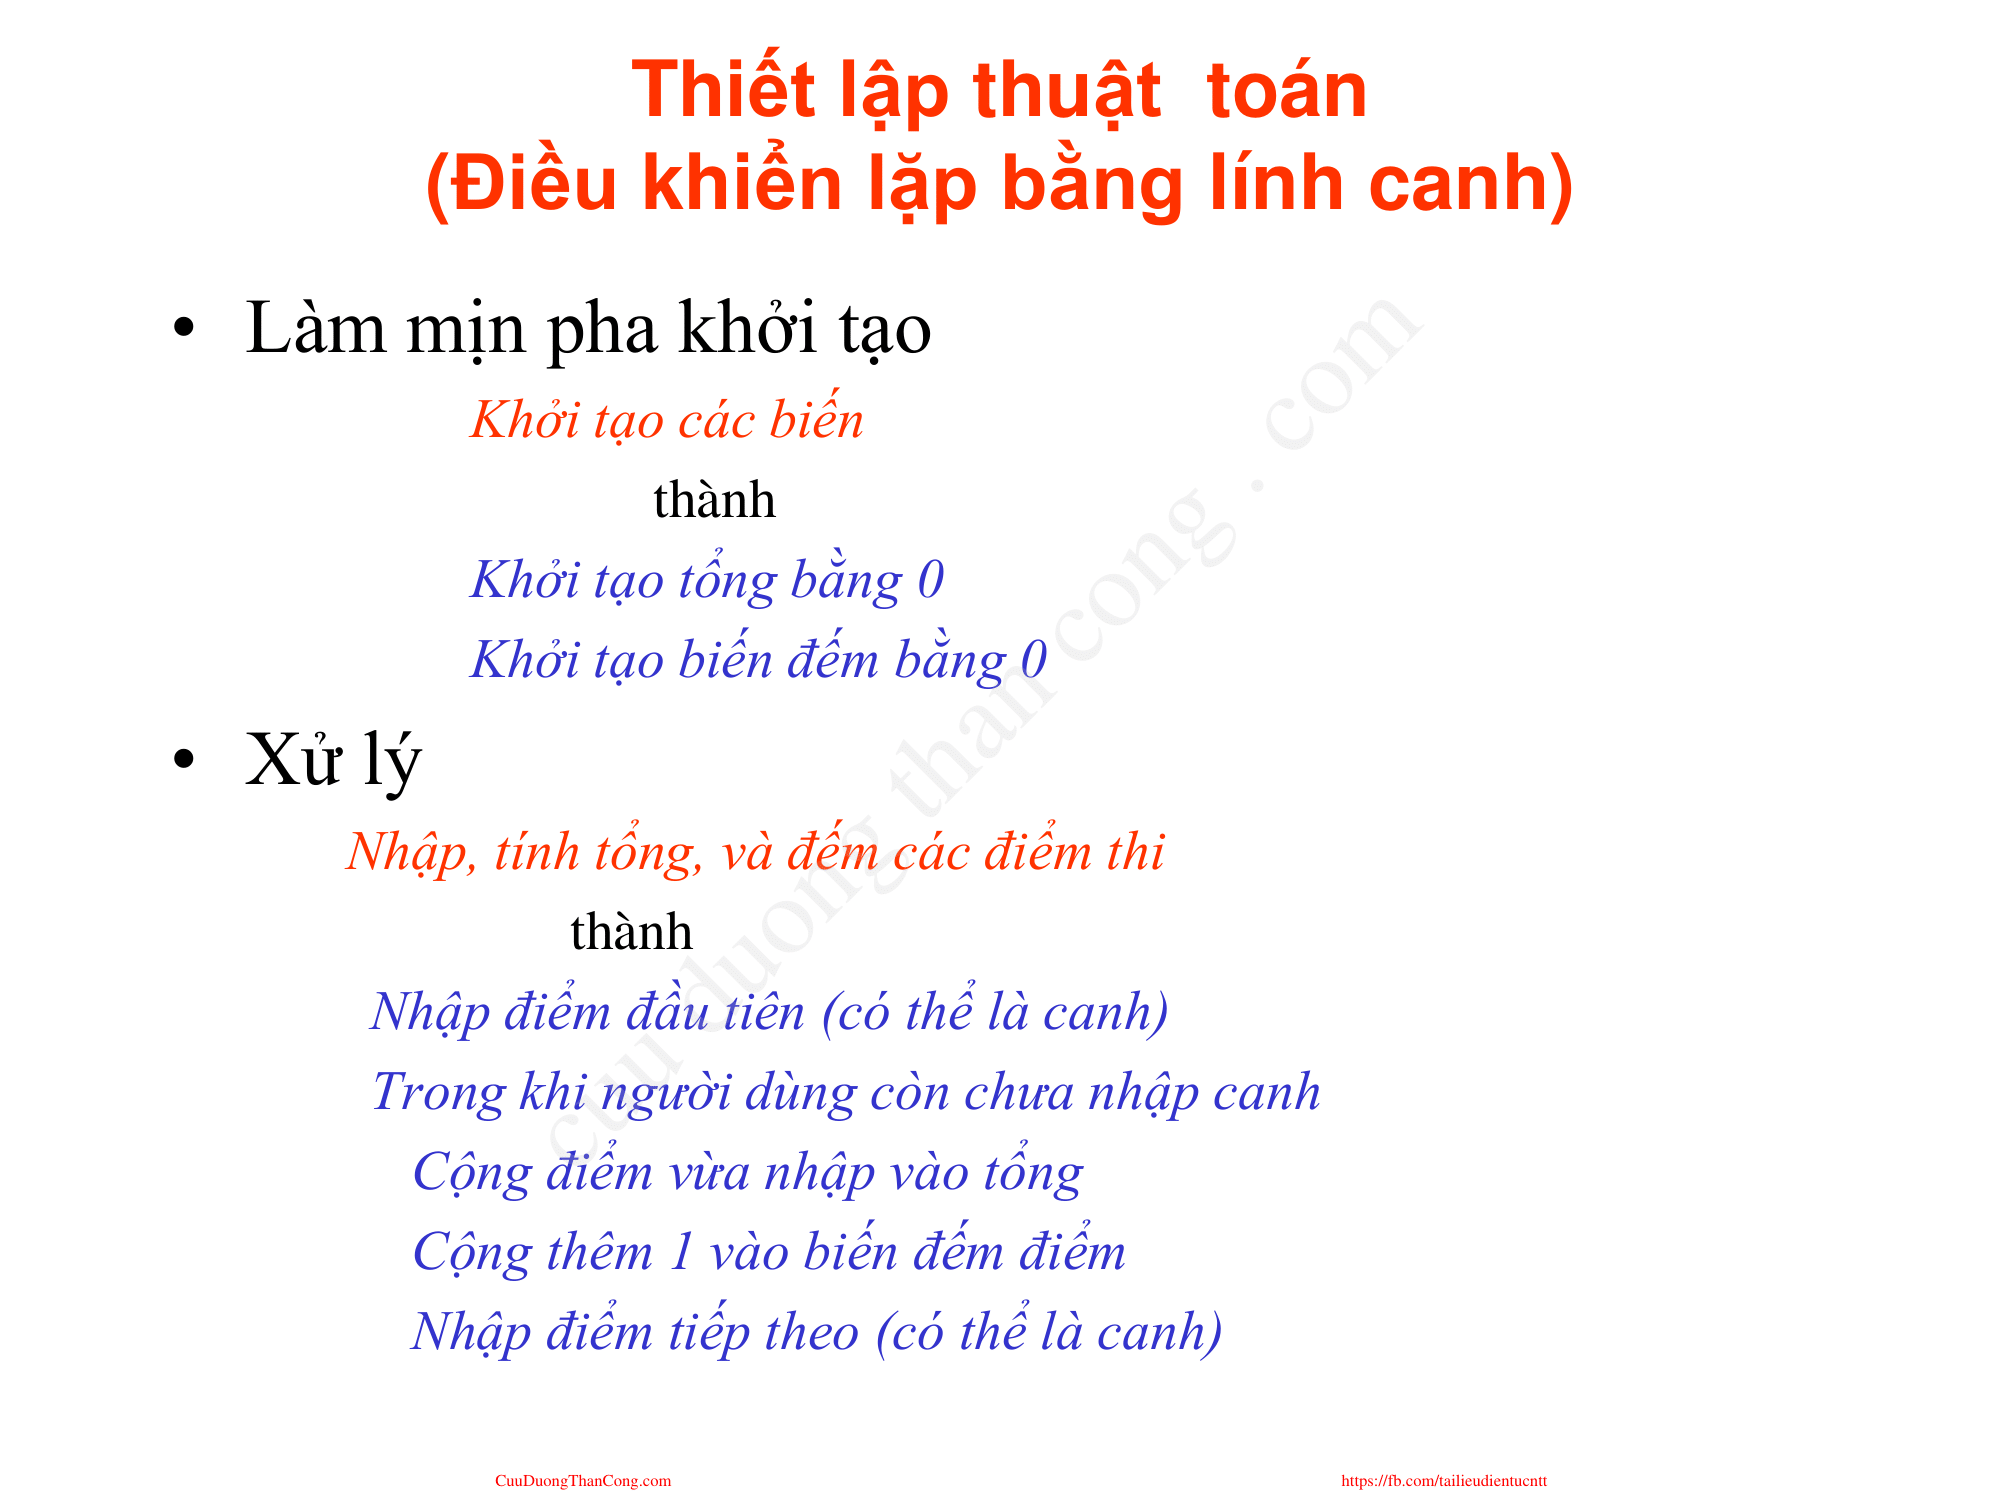 Thiết lập thuật toán
(Điều khiển lặp bằng lính canh)
• Làm mịn pha khởi tạo
Khởi tạo các biến
thành
Khởi tạo tổng bằng 0
Khởi tạo biến đếm bằng 0
• Xử lý
Nhập, tính tổng, và đếm các điểm thi
thành
Nhập điểm đầu tiên (có thể là canh)
Trong khi người dùng còn chưa nhập canh
Cộng điểm vừa nhập vào tổng
Cộng thêm 1 vào biến đếm điểm
Nhập điểm tiếp theo (có thể là canh)
cuu duong than cong . com
CuuDuongThanCong.com
https://fb.com/tailieudientucntt